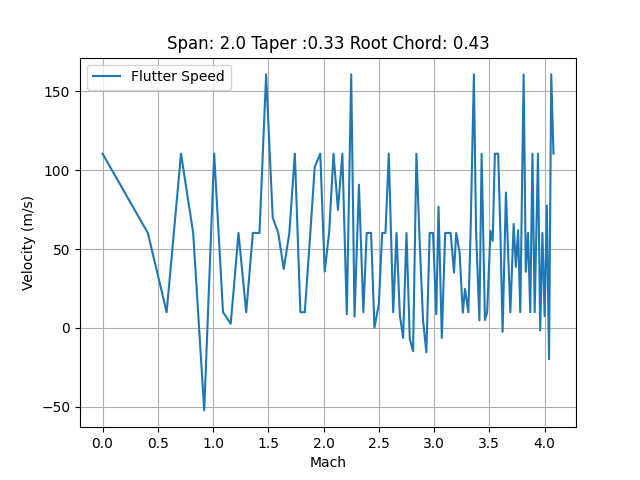 Span: 2.0 Taper :0.33 Root Chord: 0.43
Flutter Speed
150
100
50
0
−50
Velocity (m/s)
0.0 0.5 1.0 1.5 2.0 2.5 3.0 3.5 4.0
Mach